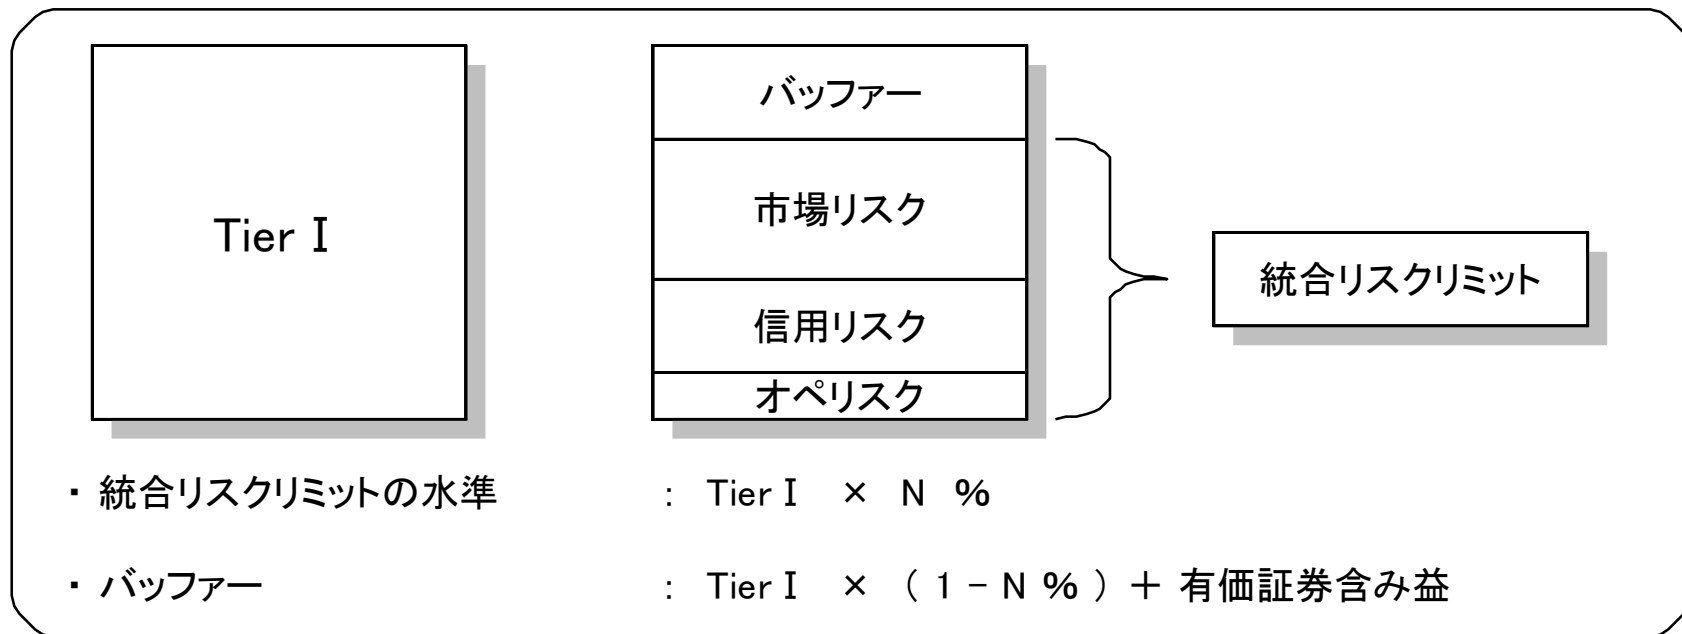 Tier Ⅰ
バッファー
市場リスク
信用リスク
オペリスク
統合リスクリミット
・ 統合リスクリミットの水準 : Tier Ⅰ × N %
・ バッファー : Tier Ⅰ × ( 1 - N % ) + 有価証券含み益